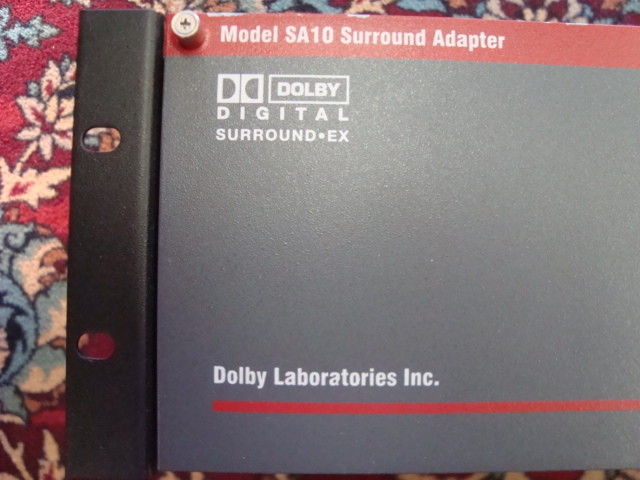 Model SA10 Surround Adapter
DOLBY
DIGITAL
SURROUND•EX
Dolby Laboratories Inc.